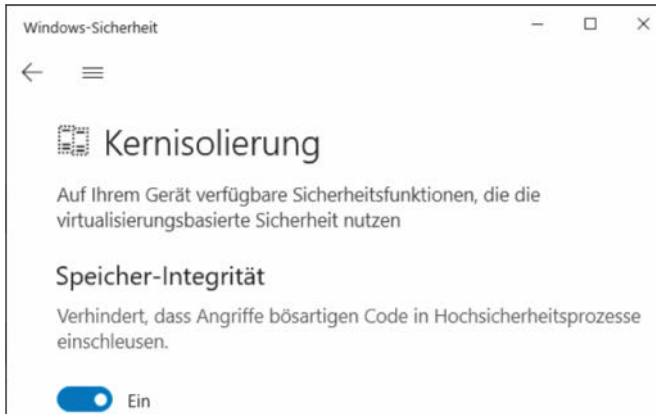 Windows-Sicherheit
Kernisolierung
Auf Ihrem Gerät verfügbare Sicherheitsfunktionen, die die
virtualisierungsbasierte Sicherheit nutzen
Speicher-Integrität
Verhindert, dass Angriffe bösartigen Code in Hochsicherheitsprozesse
einschleusen.
Ein